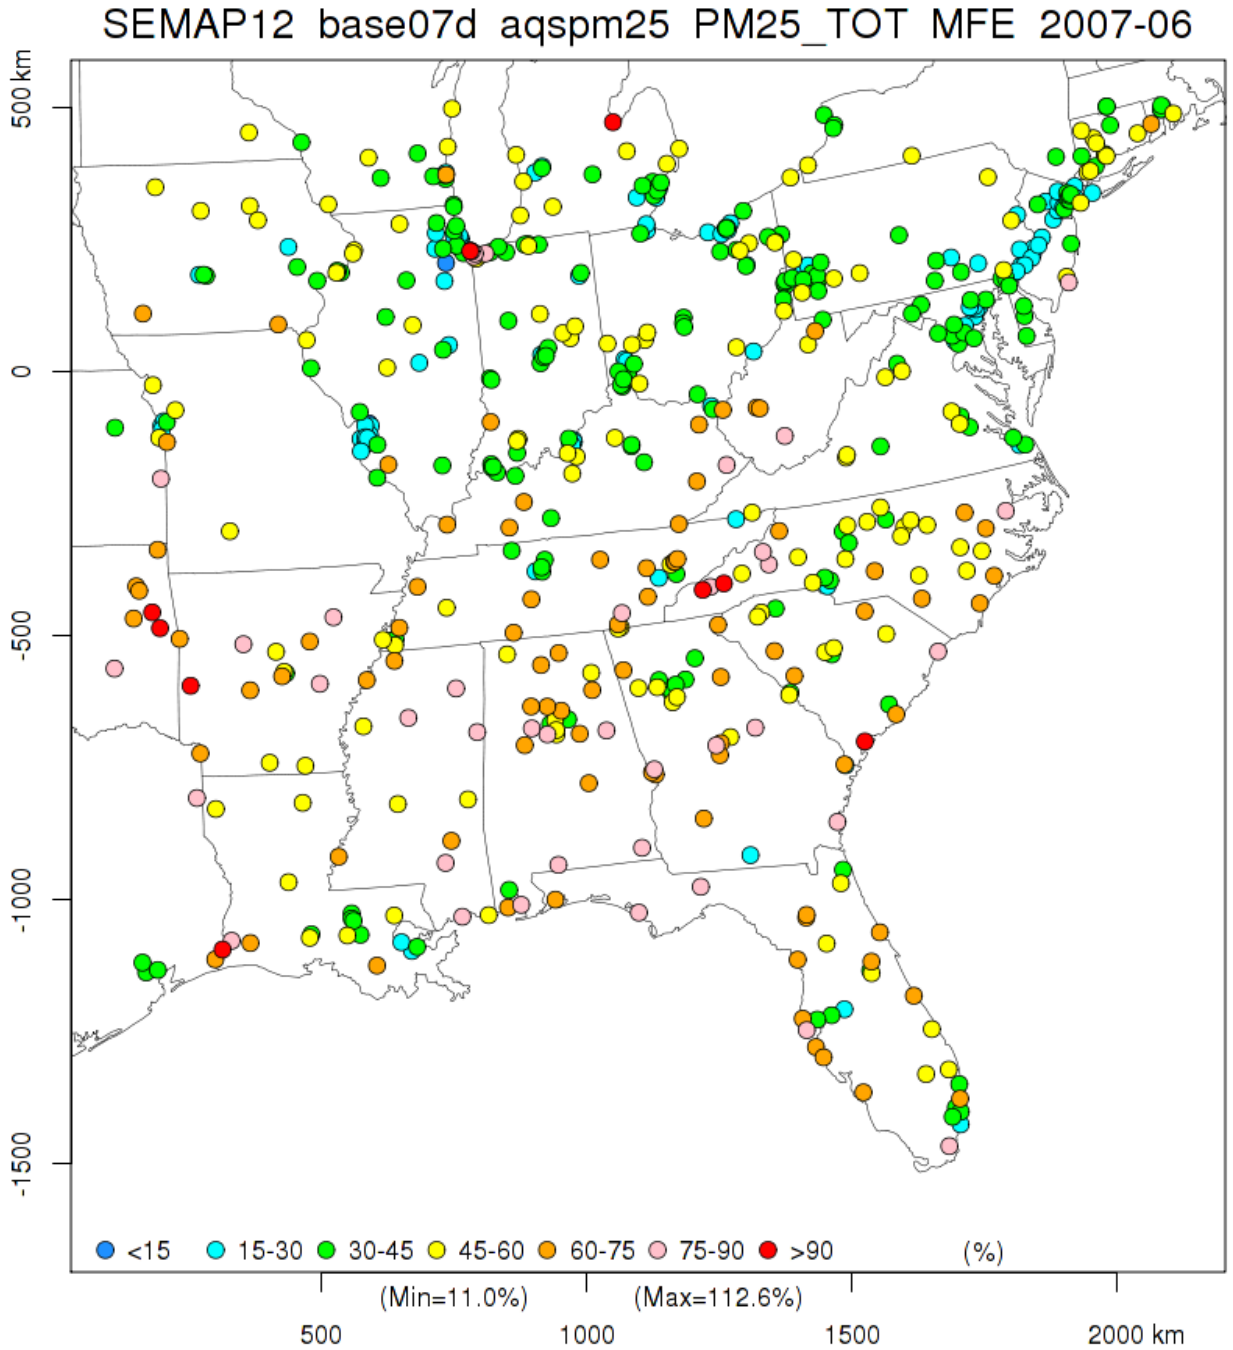 SEMAP12 base07d aqspm25 PM25_TOT MFE 2007-06
500 km
0
-500
-1000
-1500
<15 15-30 30-45 45-60 60-75 75-90 >90 (%)
(Min=11.0%) (Max=112.6%)
500 1000 1500 2000 km